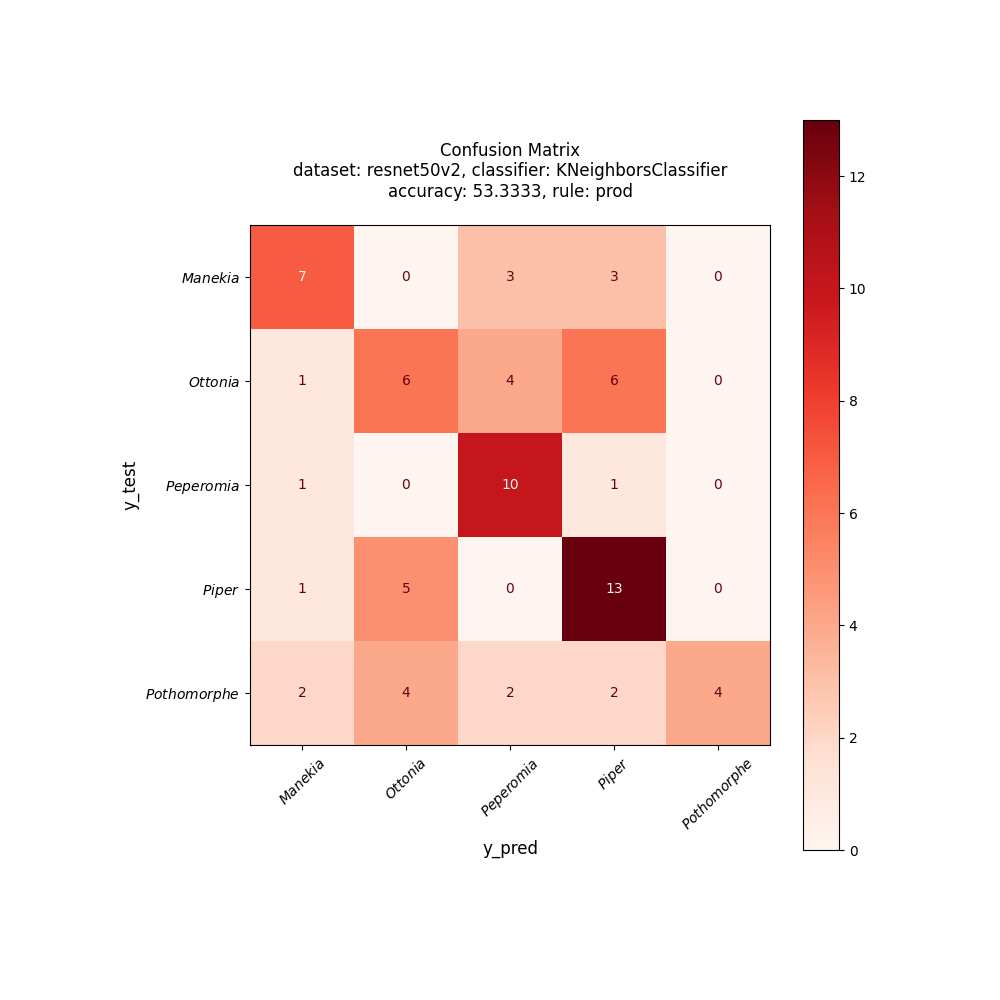 Confusion Matrix
dataset: resnet50v2, classifier: KNeighborsClassifier
accuracy: 53.3333, rule: prod
Manekia 7 0 3 3 0
Ottonia 1 6 4 6 0
Peperomia 1 0 10 1 0
Piper 1 5 0 13 0
Pothomorphe 2 4 2 2 4
y_test
Manekia Ottonia Peperomia Piper Pothomorphe
y_pred
12
10
8
6
4
2
0